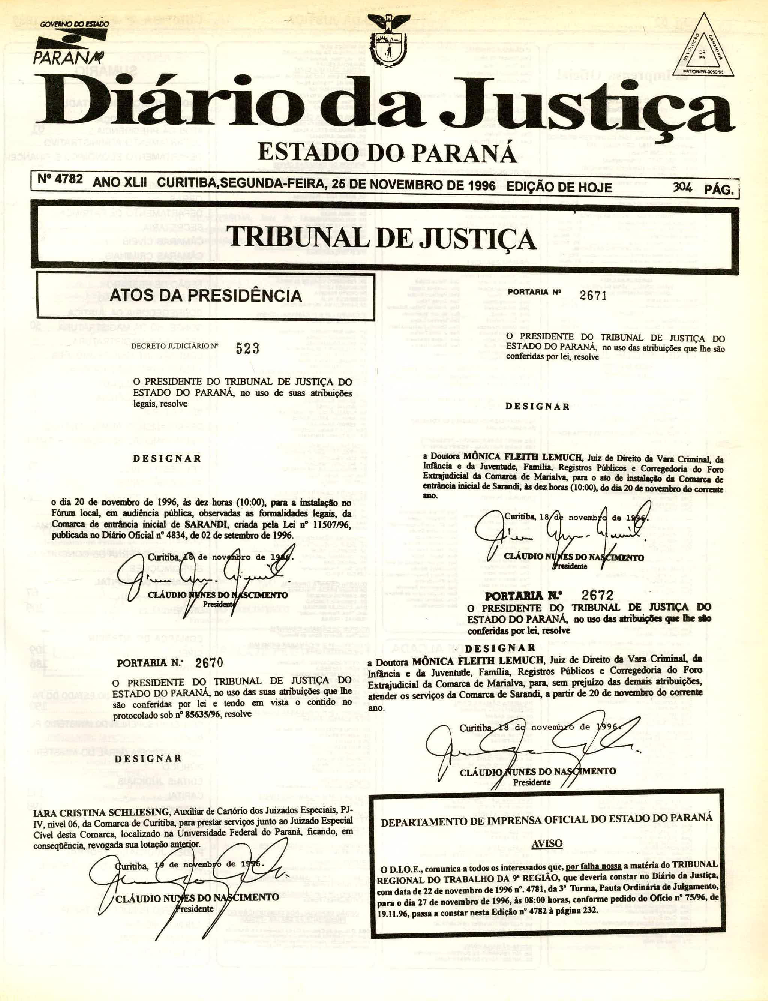 GOVERNO DO ESTADO
PARANÁ
Diário da Justiça
ESTADO DO PARANÁ
Nº 4782 ANO XLII CURITIBA,SEGUNDA-FEIRA, 25 DE NOVEMBRO DE 1996 EDIÇÃO DE HOJE 304 PÁG.
TRIBUNAL DE JUSTIÇA
ATOS DA PRESIDÊNCIA
DECRETO JUDICIÁRIO Nº 523
O PRESIDENTE DO TRIBUNAL DE JUSTIÇA DO
ESTADO DO PARANÁ, no uso de suas atribuições
legais, resolve
DESIGNAR
o dia 20 de novembro de 1996, às dez horas (10:00), para a instalação no
Fórum local, em audiência pública, observadas as formalidades legais, da
Comarca de entrância inicial de SARANDI, criada pela Lei nº 11507/96,
publicada no Diário Oficial nº 4834, de 02 de setembro de 1996.
Curitiba, 18 de novembro de 1996.
CLÁUDIO NUNES DO NASCIMENTO
Presidente
PORTARIA N.º 2670
O PRESIDENTE DO TRIBUNAL DE JUSTIÇA DO
ESTADO DO PARANÁ, no uso das suas atribuições que lhe
são conferidas por lei e tendo em vista o contido no
protocolado sob nº 85635/96, resolve
DESIGNAR
IARA CRISTINA SCHLIESING, Auxiliar de Cartório dos Juizados Especiais, PJ-
IV, nível 06, da Comarca de Curitiba, para prestar serviços junto ao Juizado Especial
Cível desta Comarca, localizado na Universidade Federal do Paraná, ficando, em
conseqüência, revogada sua lotação anterior.
Curitiba, 19 de novembro de 1996.
CLÁUDIO NUNES DO NASCIMENTO
Presidente
PORTARIA Nº 2671
O PRESIDENTE DO TRIBUNAL DE JUSTIÇA DO
ESTADO DO PARANÁ, no uso das atribuições que lhe são
conferidas por lei, resolve
DESIGNAR
a Doutora MÔNICA FLEITH LEMUCH, Juiz de Direito da Vara Criminal, da
Infância e da Juventude, Família, Registros Públicos e Corregedoria do Foro
Extrajudicial da Comarca de Marialva, para o ato de instalação da Comarca de
entrância inicial de Sarandi, às dez horas (10:00), do dia 20 de novembro do corrente
ano.
Curitiba, 18 de novembro de 1996.
CLÁUDIO NUNES DO NASCIMENTO
Presidente
PORTARIA N.º 2672
O PRESIDENTE DO TRIBUNAL DE JUSTIÇA DO
ESTADO DO PARANÁ, no uso das atribuições que lhe são
conferidas por lei, resolve
DESIGNAR
a Doutora MÔNICA FLEITH LEMUCH, Juiz de Direito da Vara Criminal, da
Infância e da Juventude, Família, Registros Públicos e Corregedoria do Foro
Extrajudicial da Comarca de Marialva, para, sem prejuízo das demais atribuições,
atender os serviços da Comarca de Sarandi, a partir de 20 de novembro do corrente
ano.
Curitiba, 18 de novembro de 1996.
CLÁUDIO NUNES DO NASCIMENTO
Presidente
DEPARTAMENTO DE IMPRENSA OFICIAL DO ESTADO DO PARANÁ
AVISO
O D.I.O.E., comunica a todos os interessados que, por falha nossa a matéria do TRIBUNAL
REGIONAL DO TRABALHO DA 9ª REGIÃO, que deveria constar no Diário da Justiça,
com data de 22 de novembro de 1996 nº. 4781, da 3ª Turma, Pauta Ordinária de Julgamento,
para o dia 27 de novembro de 1996, às 08:00 horas, conforme pedido do Ofício nº 75/96, de
19.11.96, passa a constar nesta Edição nº 4782 à página 232.